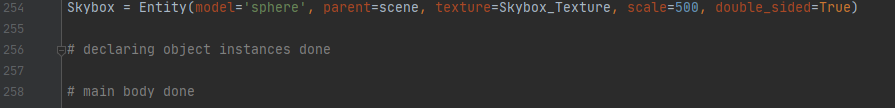 254 Skybox = Entity(model='sphere', parent=scene, texture=Skybox_Texture, scale=500, double_sided=True)
255
256 # declaring object instances done
257
258 # main body done